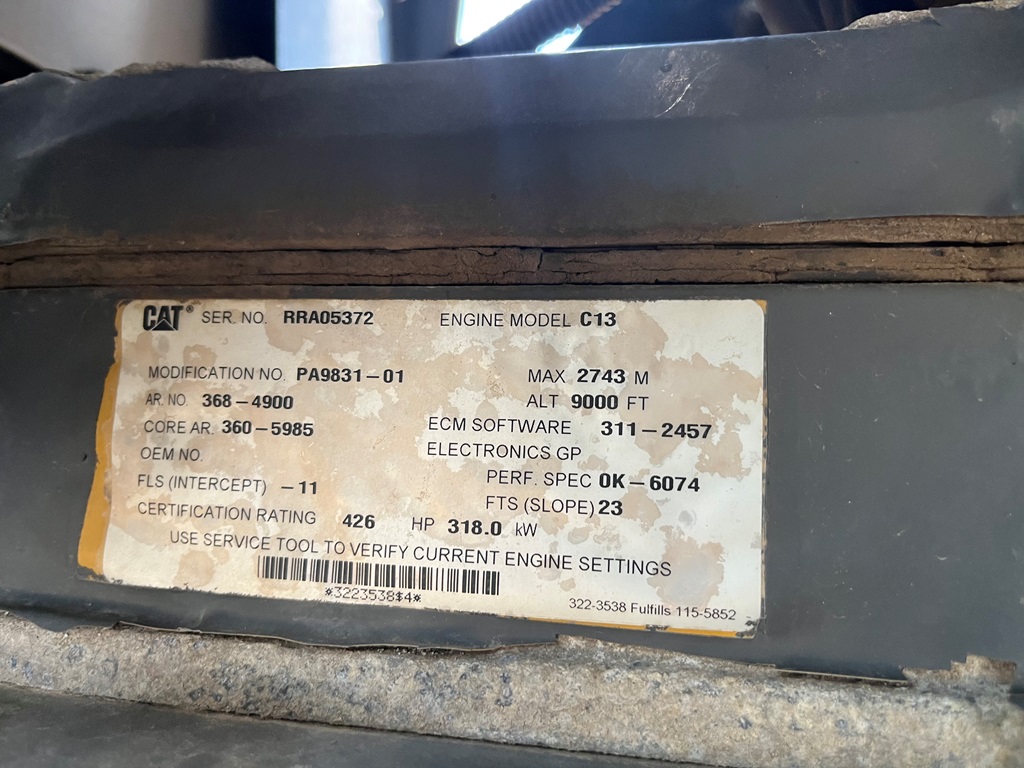 CAT® SER. NO. RRA05372 ENGINE MODEL C13
MODIFICATION NO. PA9831-01 MAX 2743 M
AR. NO. 368-4900 ALT 9000 FT
CORE AR. 360-5985 ECM SOFTWARE 311-2457
OEM NO. ELECTRONICS GP
FLS (INTERCEPT) -11 PERF. SPEC 0K-6074
FTS (SLOPE) 23
CERTIFICATION RATING 426 HP 318.0 kW
USE SERVICE TOOL TO VERIFY CURRENT ENGINE SETTINGS
*3223538$4*
322-3538 Fulfills 115-5852